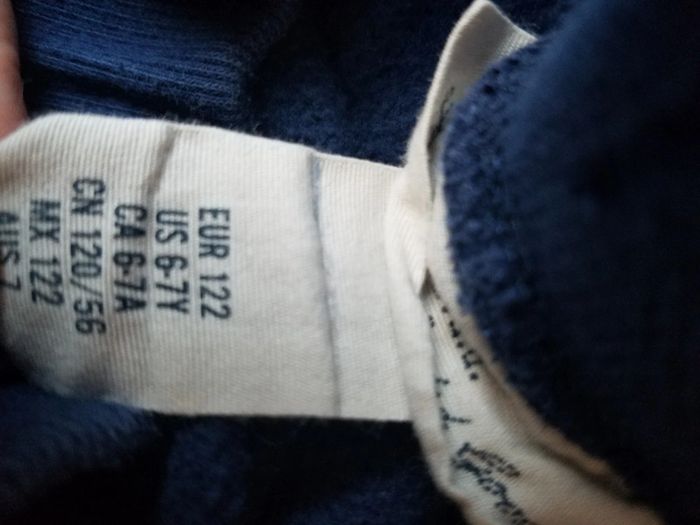 EUR 122
US 6-7Y
CA 6-7A
CN 120/56
MX 122
AUS 7